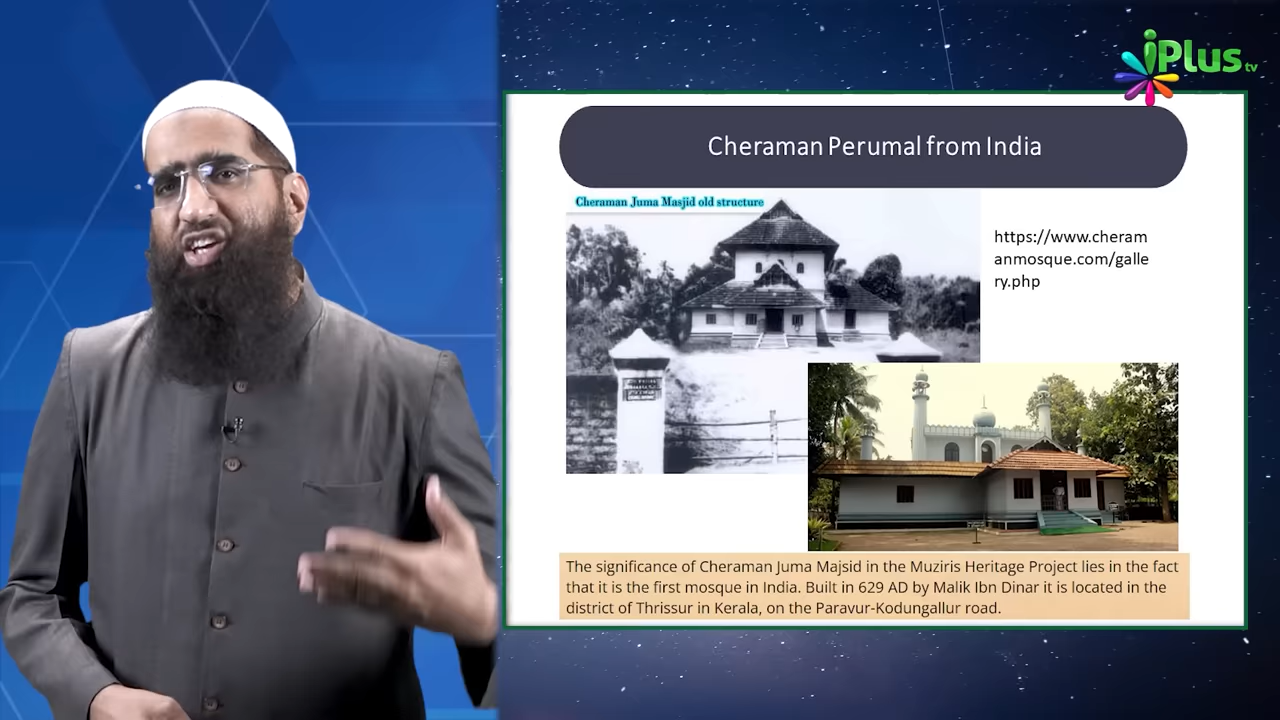 iPlus tv
Cheraman Perumal from India
Cheraman Juma Masjid old structure
https://www.cheram
anmosque.com/galle
ry.php
The significance of Cheraman Juma Majsid in the Muziris Heritage Project lies in the fact
that it is the first mosque in India. Built in 629 AD by Malik Ibn Dinar it is located in the
district of Thrissur in Kerala, on the Paravur-Kodungallur road.